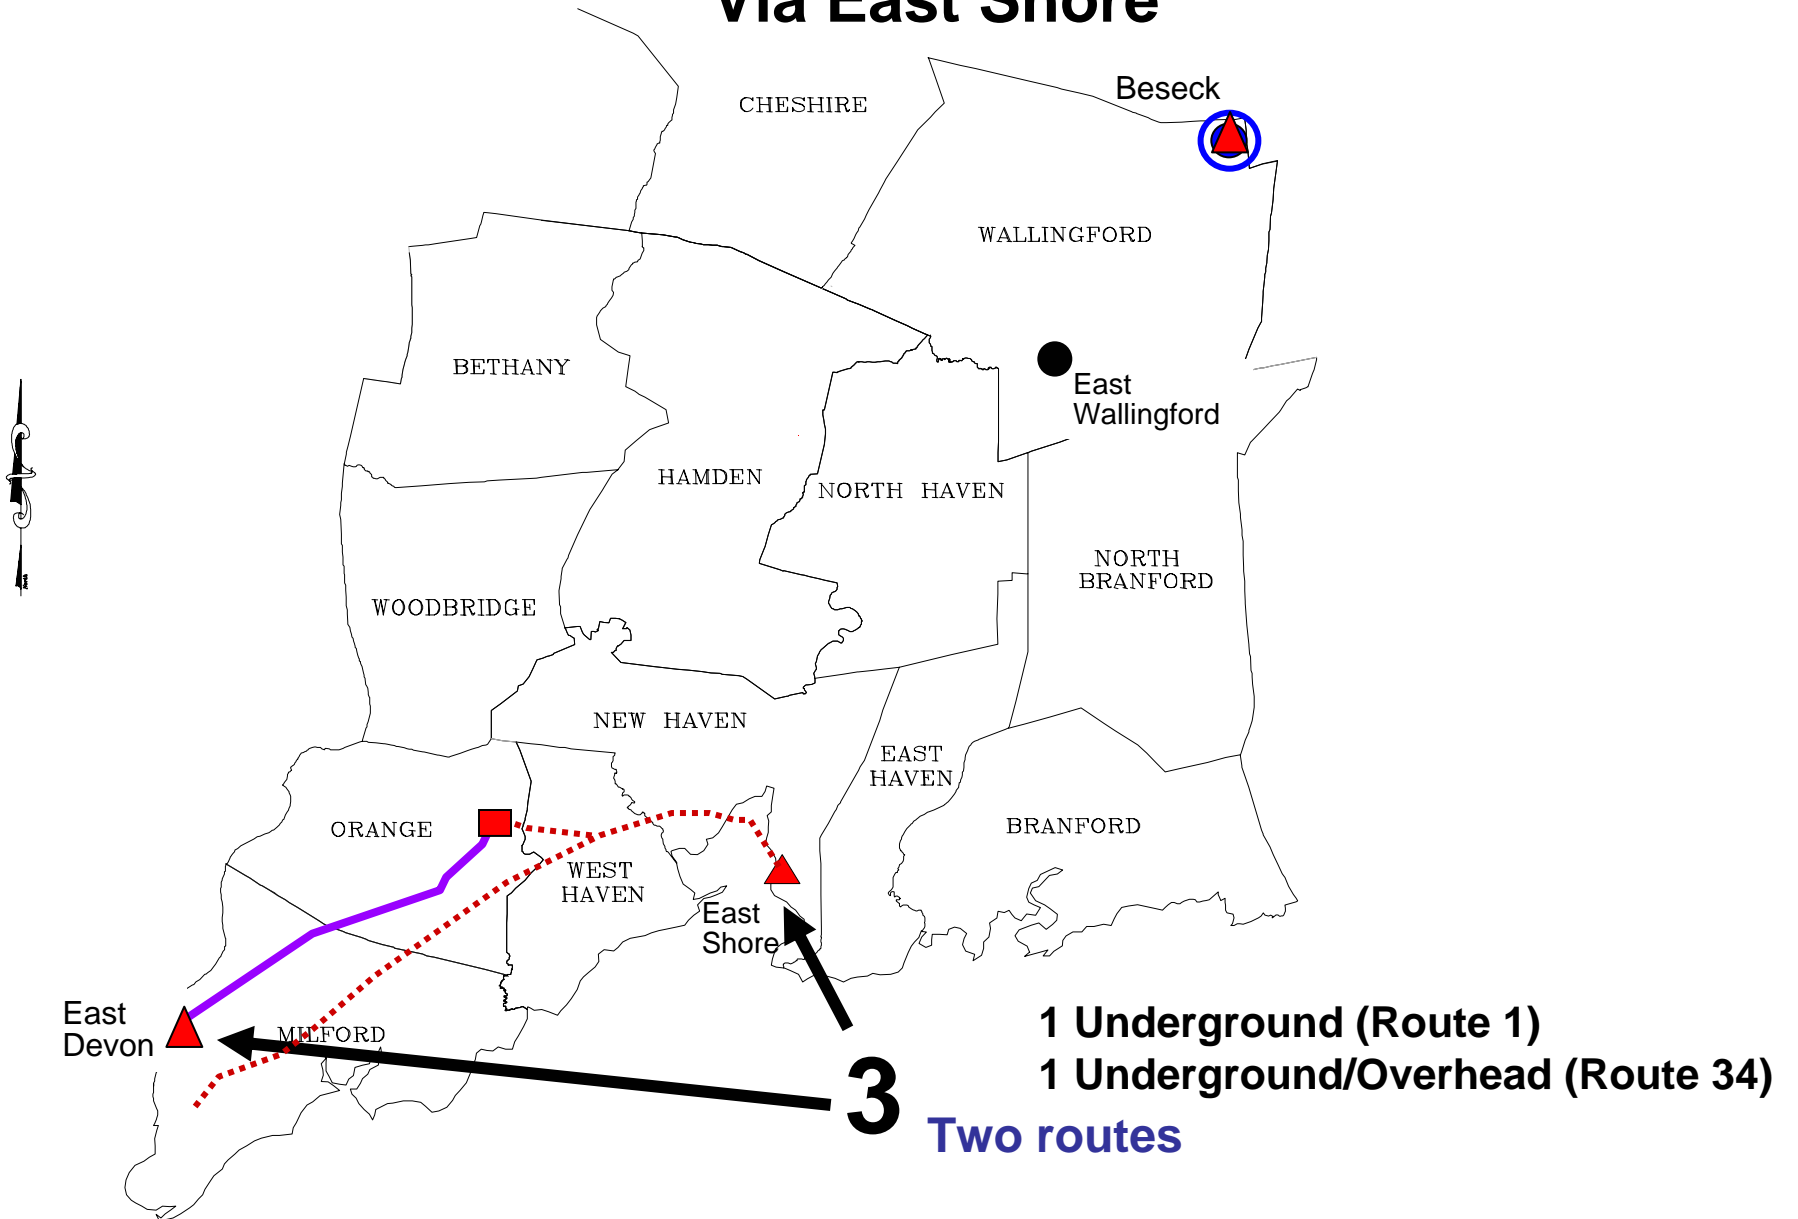 Via East Shore
Beseck
CHESHIRE
WALLINGFORD
BETHANY
East
Wallingford
HAMDEN
NORTH HAVEN
NORTH
BRANFORD
WOODBRIDGE
NEW HAVEN
EAST
HAVEN
ORANGE
BRANFORD
WEST
HAVEN
East
Shore
East
Devon
MILFORD
1 Underground (Route 1)
1 Underground/Overhead (Route 34)
3
Two routes